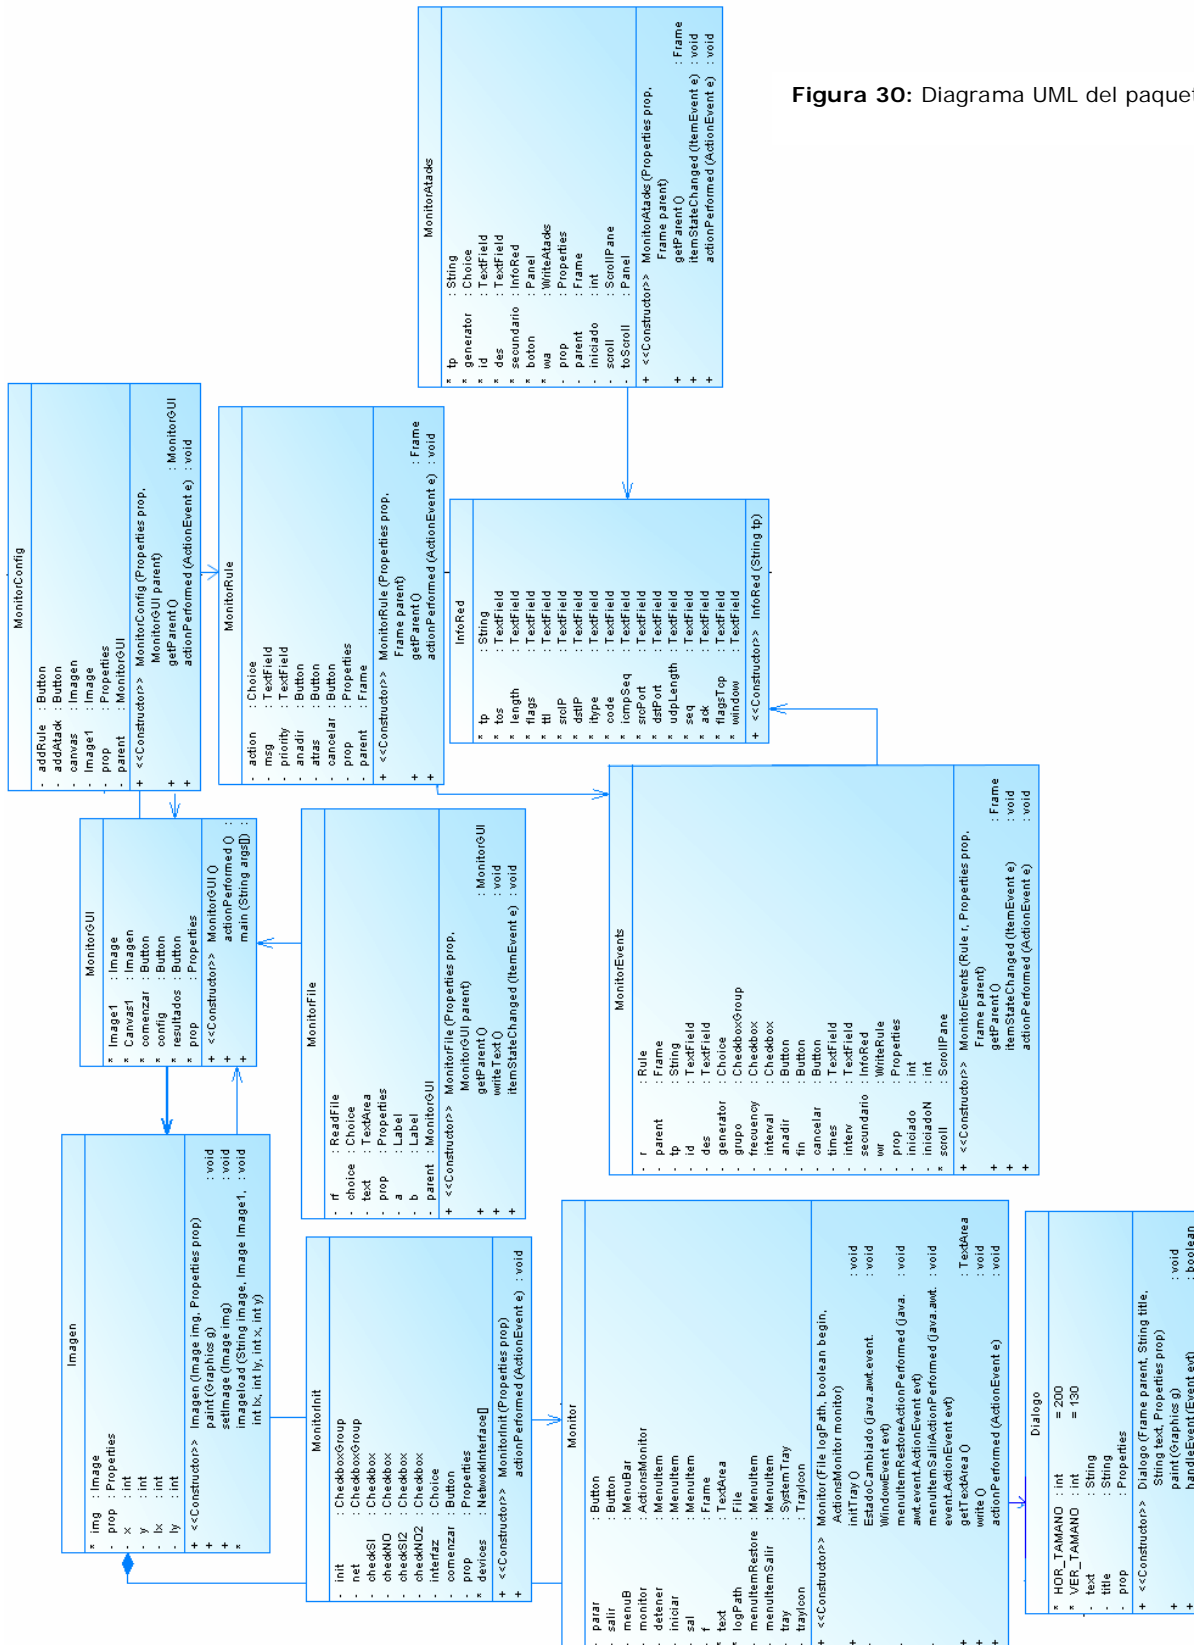 Figura 30: Diagrama UML del paquet
MonitorAtacks
* tp : String
* generator : Choice
* id : TextField
* des : TextField
* secundario : InfoRed
* boton : Panel
* wa : WriteAtacks
- prop : Properties
- parent : Frame
- iniciado : int
- scroll : ScrollPane
- toScroll : Panel
+ <<Constructor>> MonitorAtacks (Properties prop,
Frame parent)
+ getParent () : Frame
+ itemStateChanged (ItemEvent e) : void
+ actionPerformed (ActionEvent e) : void
MonitorConfig
- addRule : Button
- addAtack : Button
- canvas : Imagen
- Image1 : Image
- prop : Properties
- parent : MonitorGUI
+ <<Constructor>> MonitorConfig (Properties prop,
MonitorGUI parent)
+ getParent () : MonitorGUI
+ actionPerformed (ActionEvent e) : void
MonitorRule
- action : Choice
- msg : TextField
- priority : TextField
- anadir : Button
- atras : Button
- cancelar : Button
- prop : Properties
- parent : Frame
+ <<Constructor>> MonitorRule (Properties prop,
Frame parent)
+ getParent () : Frame
+ actionPerformed (ActionEvent e) : void
InfoRed
* tp : String
* tos : TextField
* length : TextField
* flags : TextField
* ttl : TextField
* srcIP : TextField
* dstIP : TextField
* itype : TextField
* code : TextField
* icmpSeq : TextField
* srcPort : TextField
* dstPort : TextField
* udpLength : TextField
* seq : TextField
* ack : TextField
* flagsTcp : TextField
* window : TextField
+ <<Constructor>> InfoRed (String tp)
MonitorGUI
* Image1 : Image
* Canvas1 : Imagen
* comenzar : Button
* config : Button
* resultados : Button
* prop : Properties
+ <<Constructor>> MonitorGUI ()
+ actionPerformed () :
+ main (String args[]) :
MonitorFile
- rf : ReadFile
- choice : Choice
- text : TextArea
- prop : Properties
- a : Label
- b : Label
- parent : MonitorGUI
+ <<Constructor>> MonitorFile (Properties prop,
MonitorGUI parent)
+ getParent () : MonitorGUI
+ writeText () : void
+ itemStateChanged (ItemEvent e) : void
MonitorEvents
- r : Rule
- parent : Frame
- tp : String
- id : TextField
- des : TextField
- generator : Choice
- grupo : CheckboxGroup
- frecuency : Checkbox
- interval : Checkbox
- anadir : Button
- fin : Button
- cancelar : Button
- times : TextField
- interv : TextField
- secundario : InfoRed
- wr : WriteRule
- prop : Properties
- iniciado : int
- iniciadoN : int
* scroll : ScrollPane
+ <<Constructor>> MonitorEvents (Rule r, Properties prop,
Frame parent)
+ getParent () : Frame
+ itemStateChanged (ItemEvent e) : void
+ actionPerformed (ActionEvent e) : void
Imagen
* img : Image
- prop : Properties
- x : int
- y : int
- lx : int
- ly : int
+ <<Constructor>> Imagen (Image img, Properties prop)
+ paint (Graphics g) : void
+ setImage (Image img) : void
* imageload (String image, Image Image1, : void
int lx, int ly, int x, int y)
MonitorInit
- init : CheckboxGroup
- net : CheckboxGroup
- checkSI : Checkbox
- checkNO : Checkbox
- checkSI2 : Checkbox
- checkNO2 : Checkbox
- interfaz : Choice
- comenzar : Button
- prop : Properties
* devices : NetworkInterface[]
+ <<Constructor>> MonitorInit (Properties prop)
+ actionPerformed (ActionEvent e) : void
Monitor
- parar : Button
- salir : Button
- menuB : MenuBar
- monitor : ActionsMonitor
- detener : MenuItem
- iniciar : MenuItem
- sal : MenuItem
- f : Frame
* text : TextArea
* logPath : File
- menuItemRestore : MenuItem
- menuItemSalir : MenuItem
- tray : SystemTray
- trayIcon : TrayIcon
+ <<Constructor>> Monitor (File logPath, boolean begin,
ActionsMonitor monitor)
- initTray () : void
- EstadoCambiado (java.awt.event. : void
WindowEvent evt)
- menuItemRestoreActionPerformed (java. : void
awt.event.ActionEvent evt)
- menuItemSalirActionPerformed (java.awt. : void
event.ActionEvent evt)
+ getTextArea () : TextArea
+ write () : void
+ actionPerformed (ActionEvent e) : void
Dialogo
* HOR_TAMANO : int = 200
* VER_TAMANO : int = 130
- text : String
- title : String
- prop : Properties
+ <<Constructor>> Dialogo (Frame parent, String title,
String text, Properties prop)
+ paint (Graphics g) : void
+ handleEvent (Event evt) : boolean